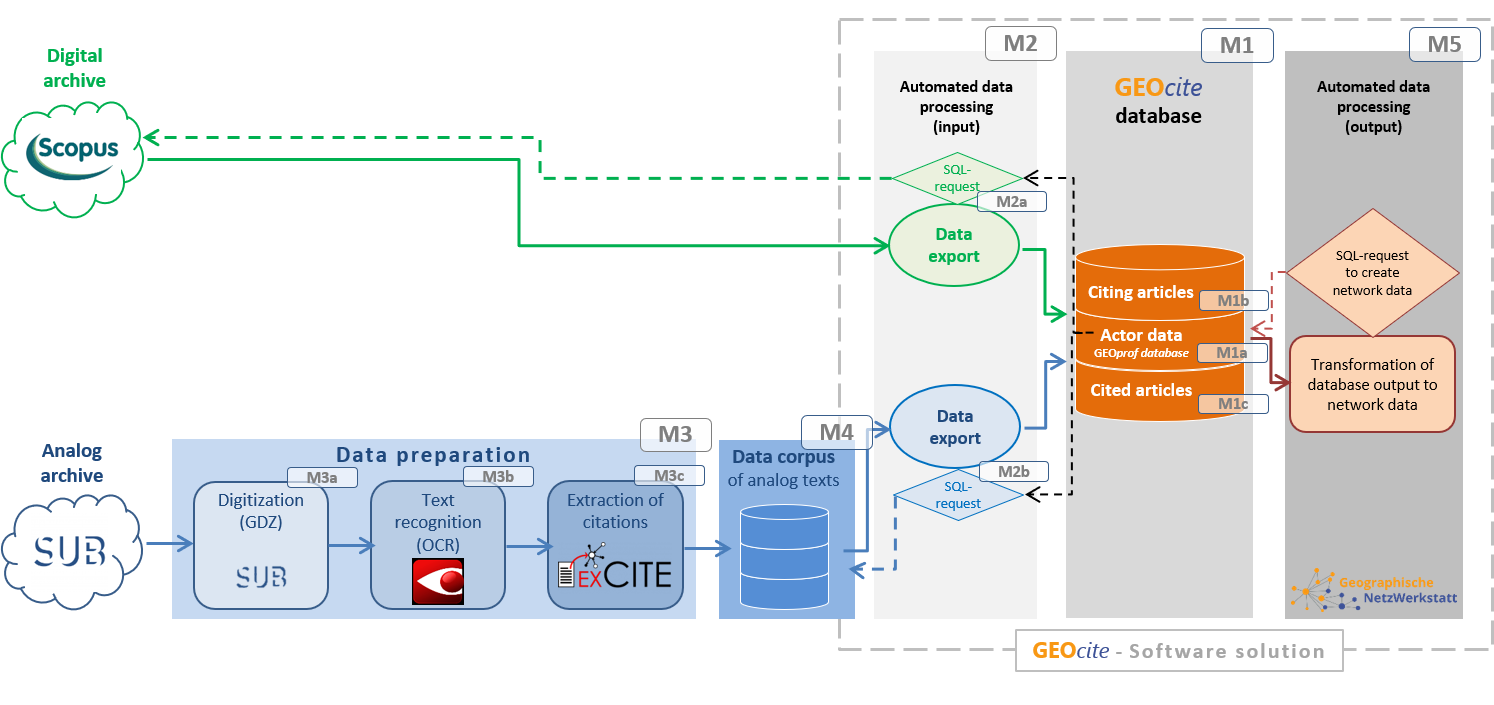 Digital
archive
Scopus
Analog
archive
SUB
M3
Data preparation
M3a
Digitization
(GDZ)
SUB
M3b
Text
recognition
(OCR)
M3c
Extraction of
citations
EXCITE
M4
Data corpus
of analog texts
M2
Automated data
processing
(input)
SQL-
request
M2a
Data
export
Data
export
M2b
SQL-
request
M1
GEOcite
database
Citing articles
M1b
Actor data
GEOprof database
M1a
Cited articles
M1c
M5
Automated data
processing
(output)
SQL-request
to create
network data
Transformation of
database output to
network data
Geographische
NetzWerkstatt
GEOcite - Software solution